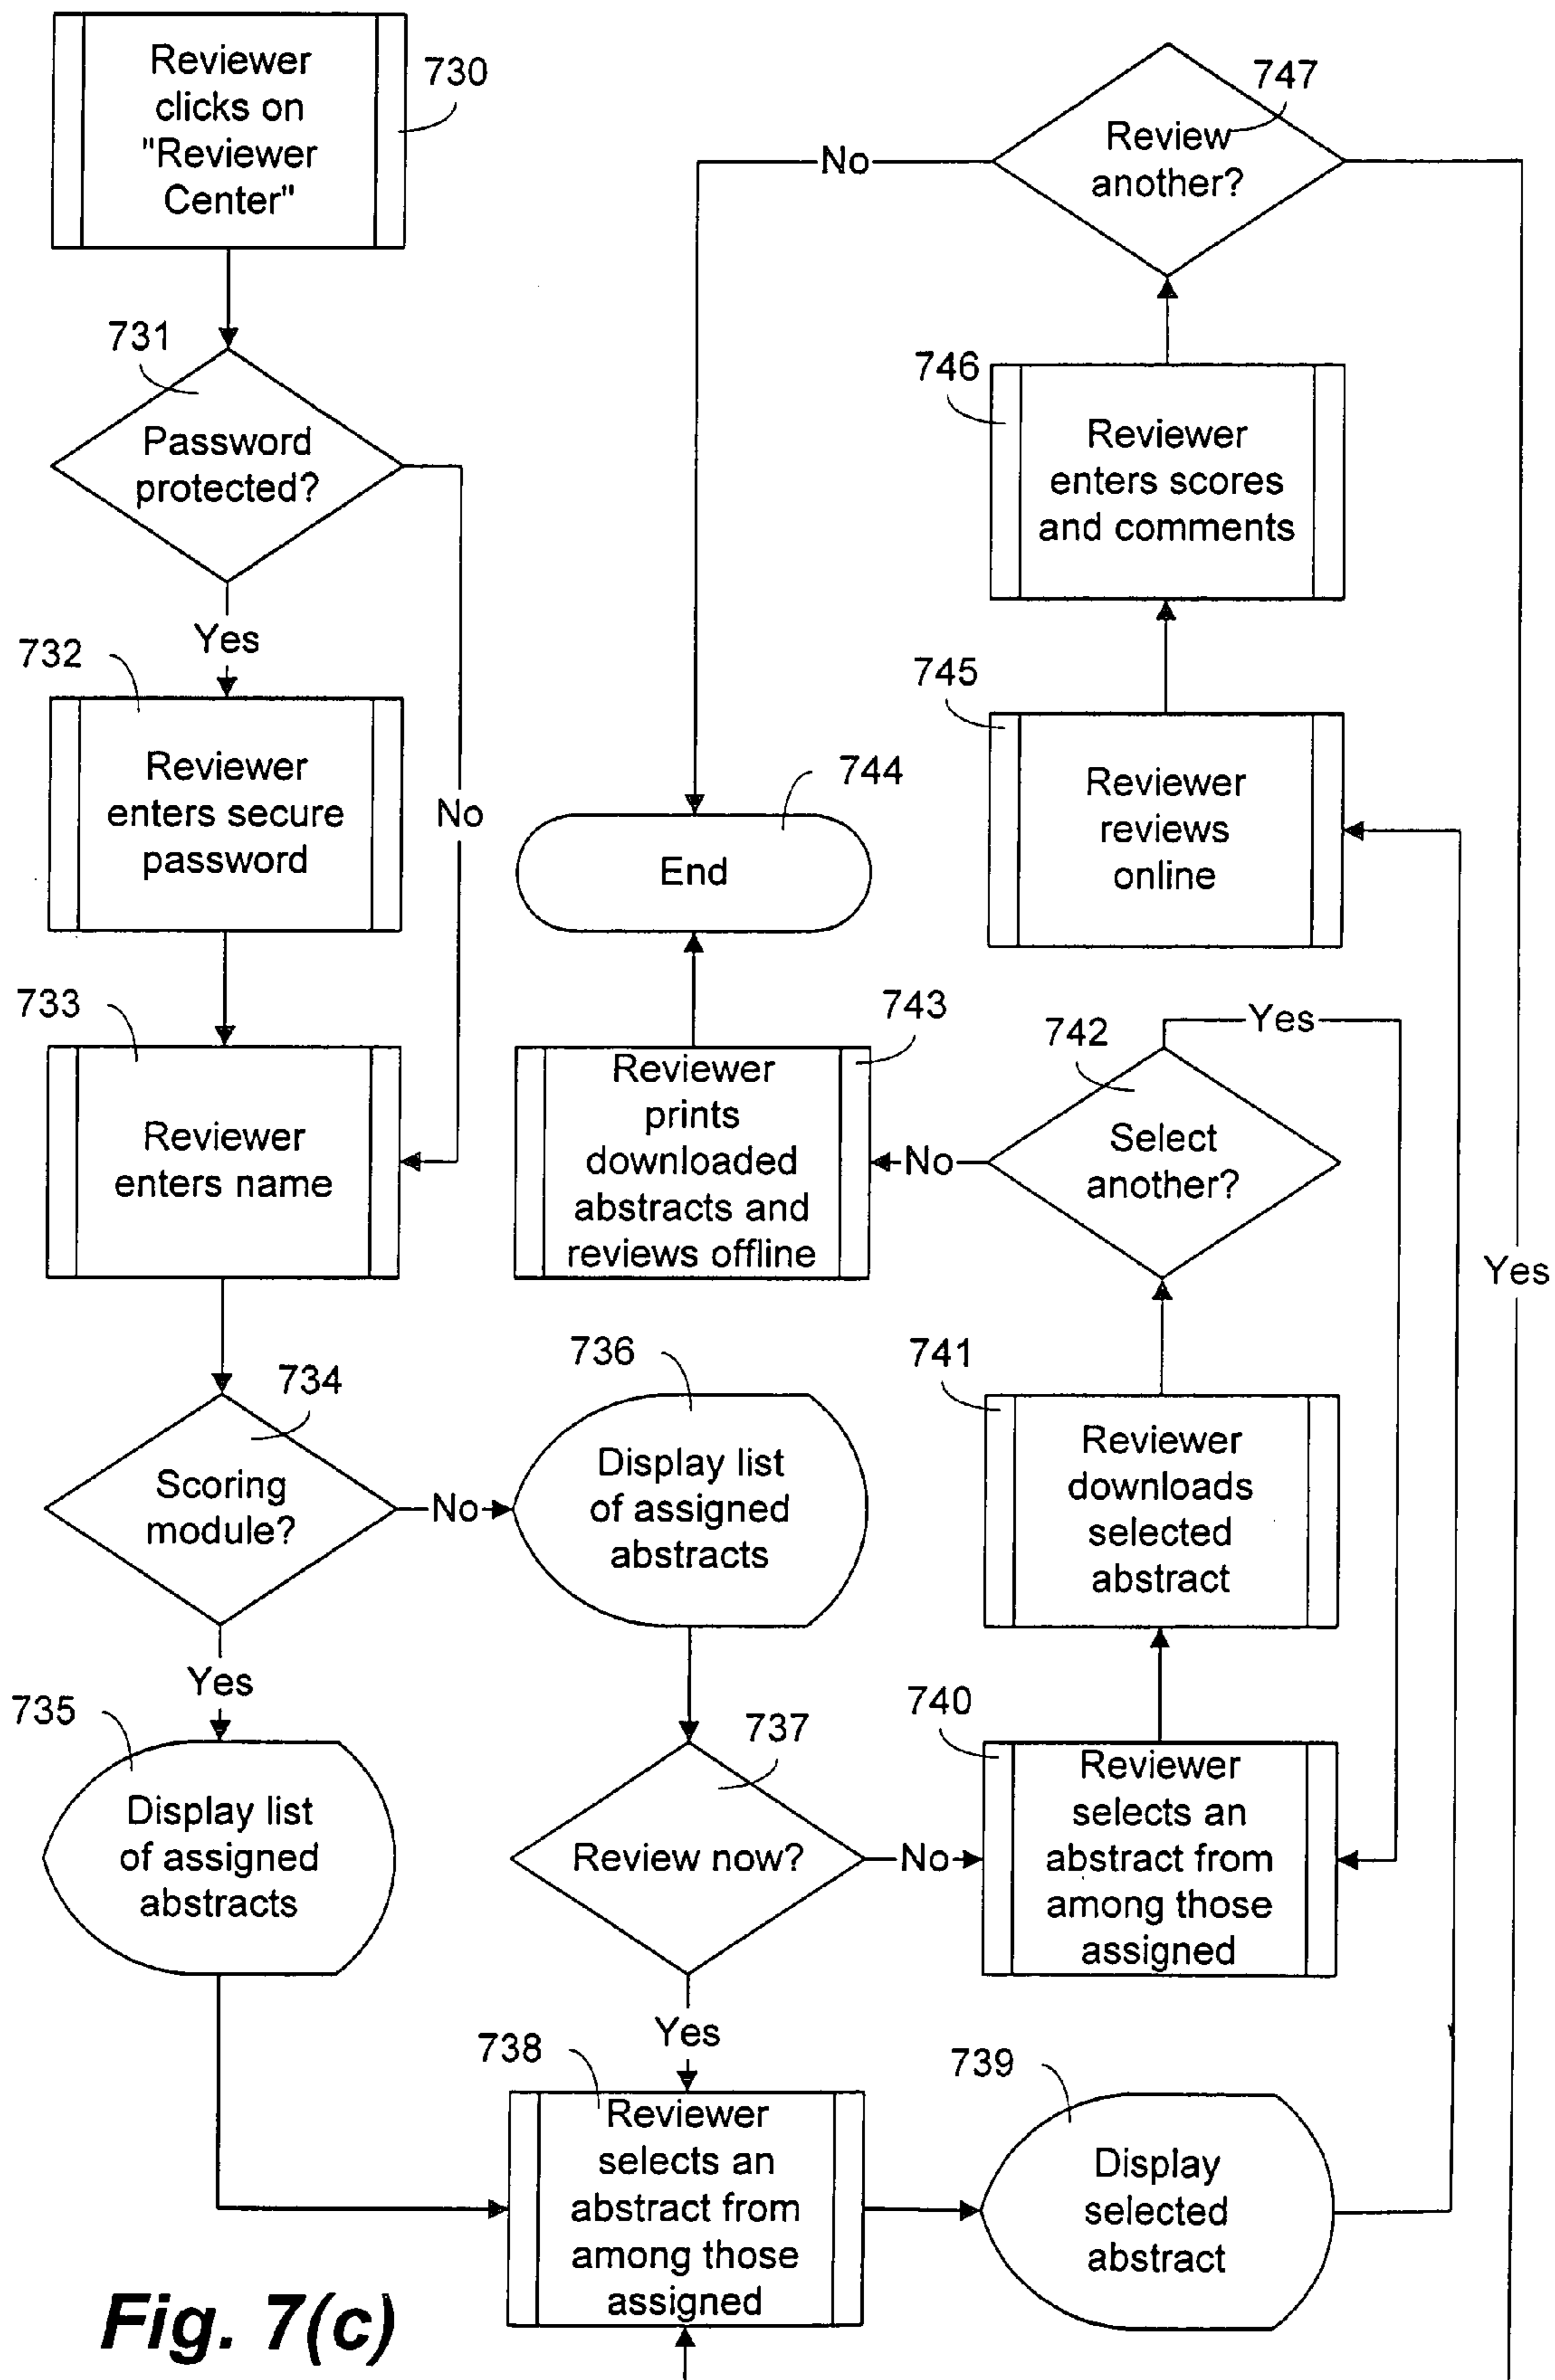 Reviewer
clicks on
"Reviewer
Center"
730
731
Password
protected?
Yes
No
732
Reviewer
enters secure
password
733
Reviewer
enters name
734
Scoring
module?
No
Yes
735
Display list
of assigned
abstracts
736
Display list
of assigned
abstracts
737
Review now?
No
Yes
738
Reviewer
selects an
abstract from
among those
assigned
739
Display
selected
abstract
740
Reviewer
selects an
abstract from
among those
assigned
741
Reviewer
downloads
selected
abstract
742
Select
another?
Yes
No
743
Reviewer
prints
downloaded
abstracts and
reviews offline
744
End
745
Reviewer
reviews
online
746
Reviewer
enters scores
and comments
747
Review
another?
No
Yes
Fig. 7(c)